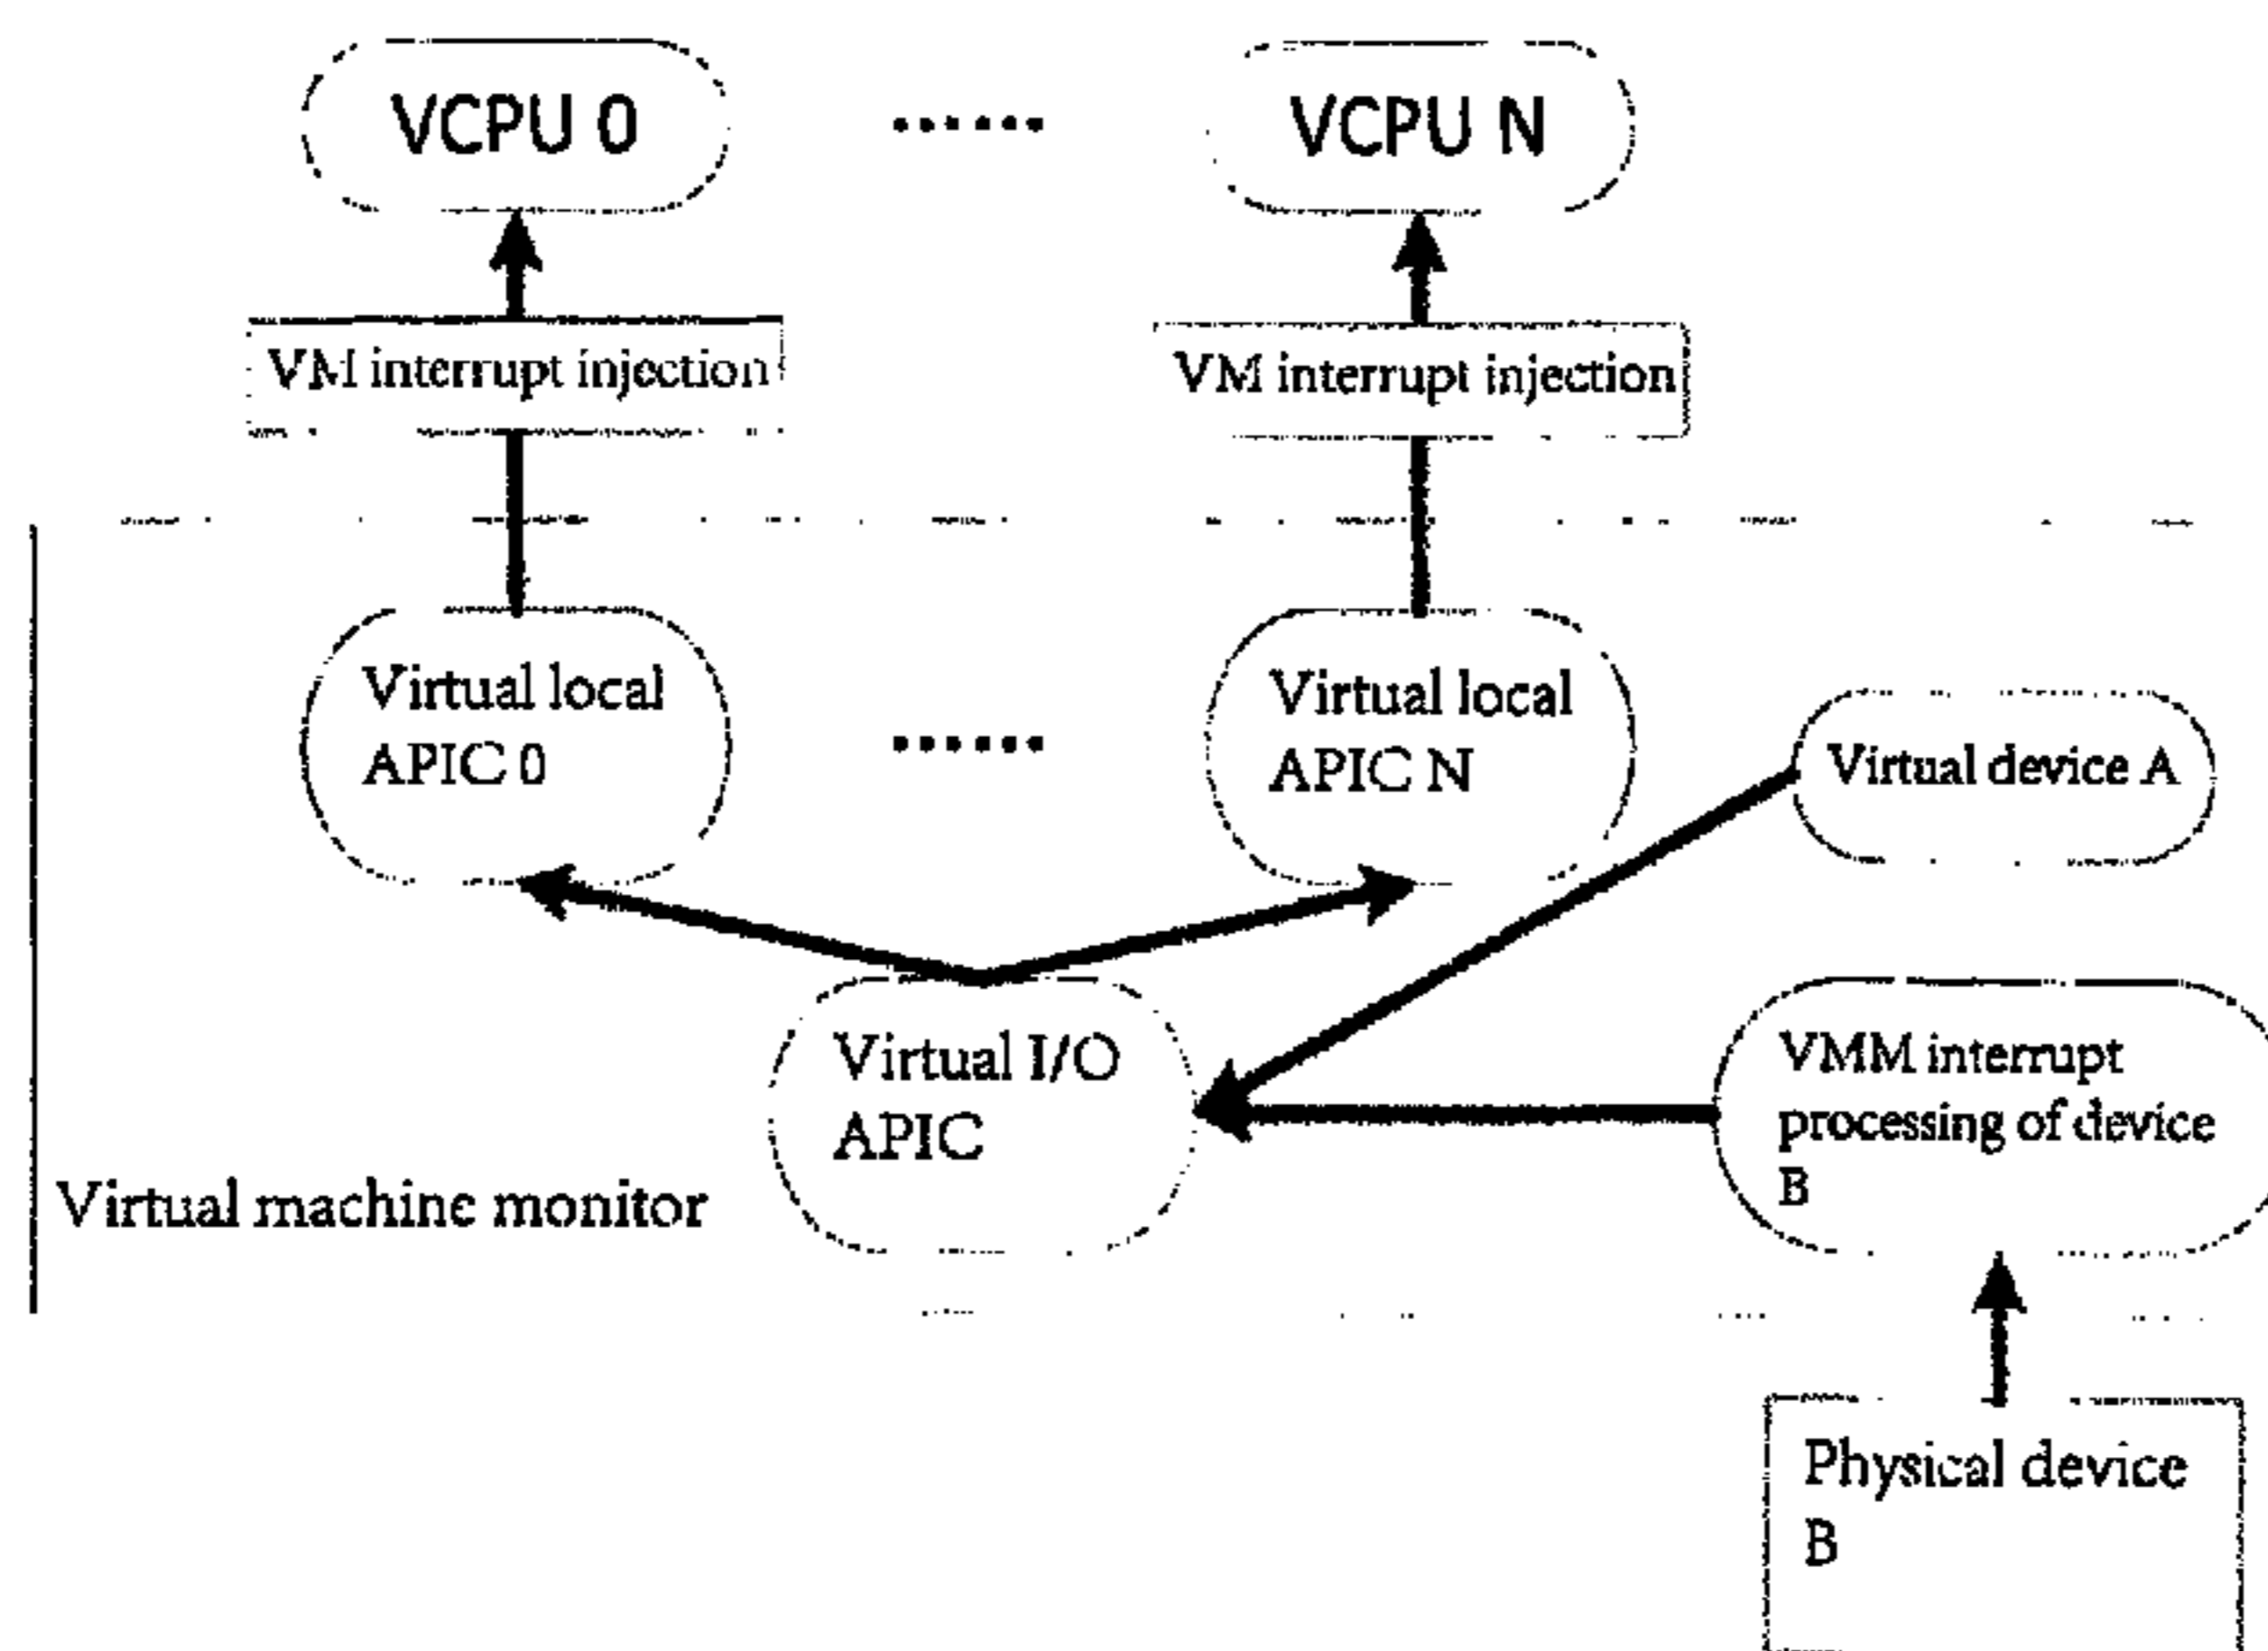 VCPU 0 ...... VCPU N
VM interrupt injection
VM interrupt injection
Virtual local
APIC 0
......
Virtual local
APIC N
Virtual device A
Virtual I/O
APIC
VMM interrupt
processing of device
B
Virtual machine monitor
Physical device
B